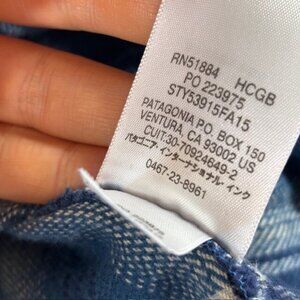 RN51884 HCGB
PO 223975
STY53915FA15
PATAGONIA P.O. BOX 150
VENTURA, CA 93002 US
CUIT:30-70924649-2
パタゴニア・インターナショナル・インク
0467-23-8961